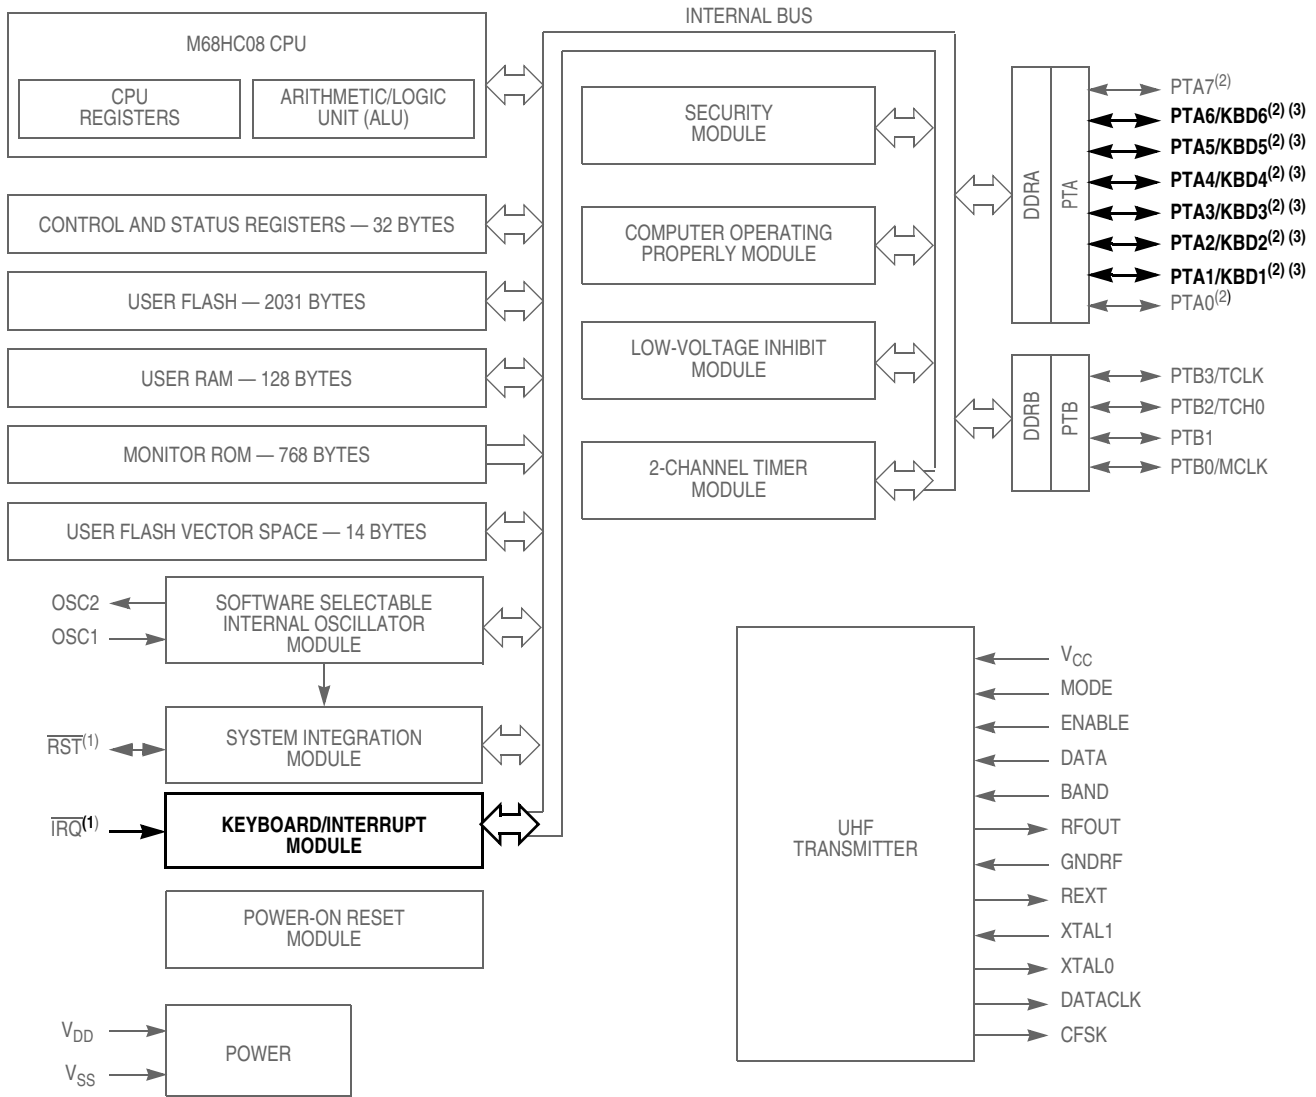 INTERNAL BUS
M68HC08 CPU
CPU
REGISTERS
ARITHMETIC/LOGIC
UNIT (ALU)
CONTROL AND STATUS REGISTERS — 32 BYTES
USER FLASH — 2031 BYTES
USER RAM — 128 BYTES
MONITOR ROM — 768 BYTES
USER FLASH VECTOR SPACE — 14 BYTES
OSC2
OSC1
SOFTWARE SELECTABLE
INTERNAL OSCILLATOR
MODULE
RST(1)
SYSTEM INTEGRATION
MODULE
IRQ(1)
KEYBOARD/INTERRUPT
MODULE
POWER-ON RESET
MODULE
VDD
VSS
POWER
SECURITY
MODULE
COMPUTER OPERATING
PROPERLY MODULE
LOW-VOLTAGE INHIBIT
MODULE
2-CHANNEL TIMER
MODULE
DDRA
PTA
PTA7(2)
PTA6/KBD6(2) (3)
PTA5/KBD5(2) (3)
PTA4/KBD4(2) (3)
PTA3/KBD3(2) (3)
PTA2/KBD2(2) (3)
PTA1/KBD1(2) (3)
PTA0(2)
DDRB
PTB
PTB3/TCLK
PTB2/TCH0
PTB1
PTB0/MCLK
UHF
TRANSMITTER
VCC
MODE
ENABLE
DATA
BAND
RFOUT
GNDRF
REXT
XTAL1
XTAL0
DATACLK
CFSK